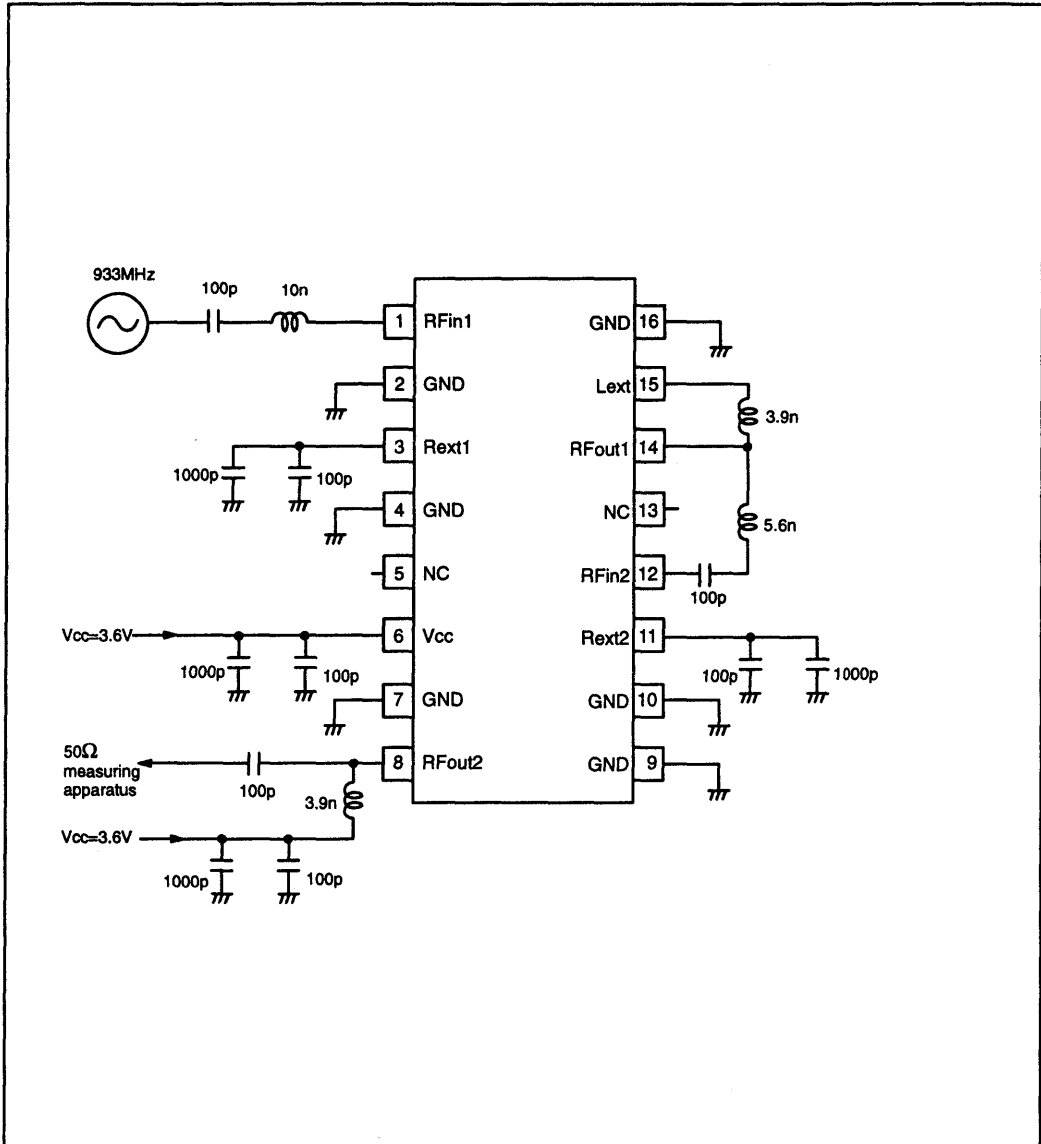 933MHz
100p
10n
1 RFin1
GND 16
2 GND
Lext 15
3.9n
3 Rext1
RFout1 14
1000p
100p
4 GND
NC 13
5.6n
5 NC
RFin2 12
100p
Vcc=3.6V
6 Vcc
Rext2 11
1000p
100p
100p
1000p
7 GND
GND 10
50Ω
measuring
apparatus
8 RFout2
GND 9
100p
3.9n
Vcc=3.6V
1000p
100p